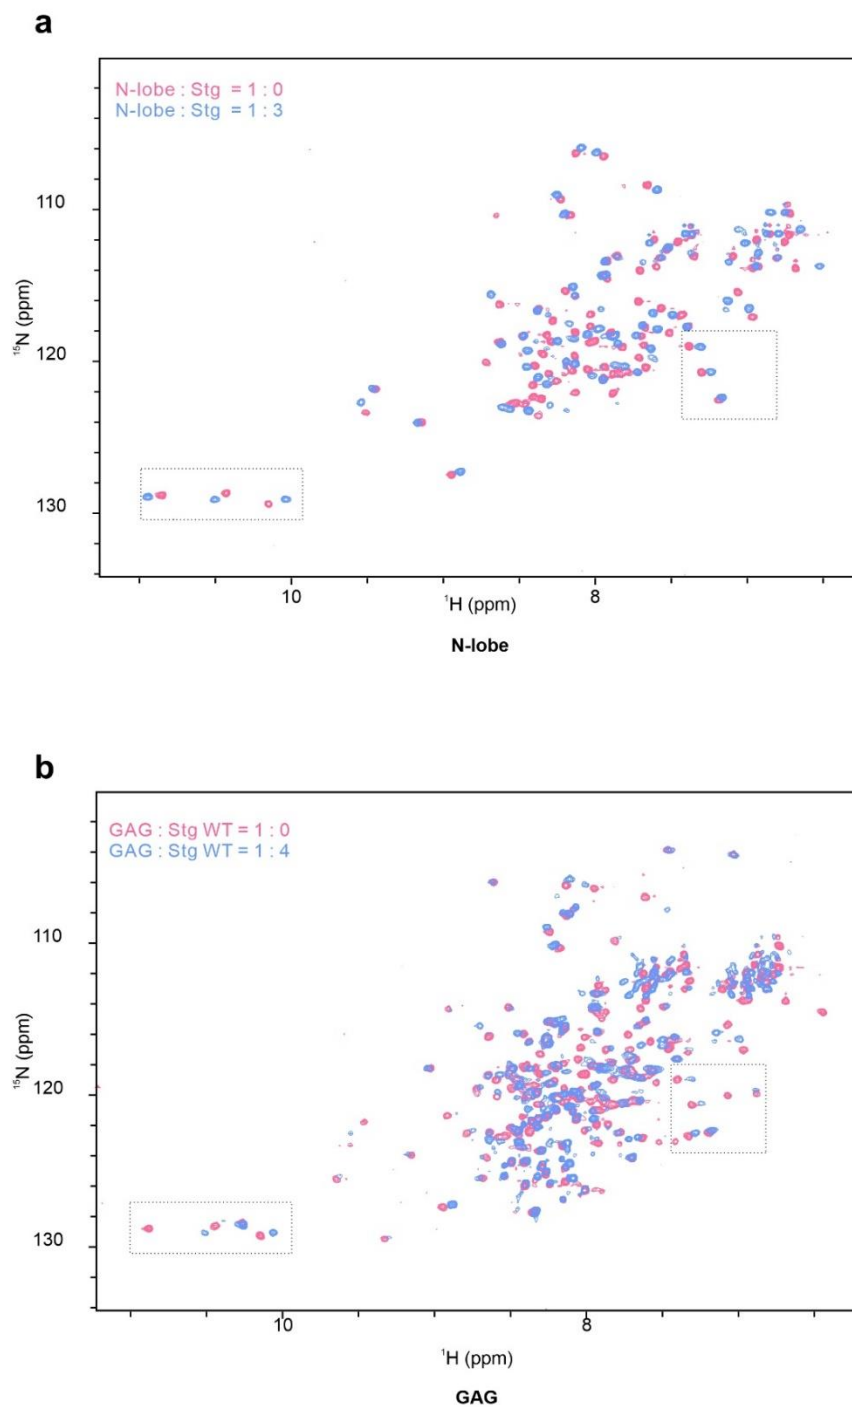 a
N-lobe : Stg = 1 : 0
N-lobe : Stg = 1 : 3
110
120
130
¹⁵N (ppm)
10
8
¹H (ppm)
N-lobe
b
GAG : Stg WT = 1 : 0
GAG : Stg WT = 1 : 4
110
120
130
¹⁵N (ppm)
10
8
¹H (ppm)
GAG